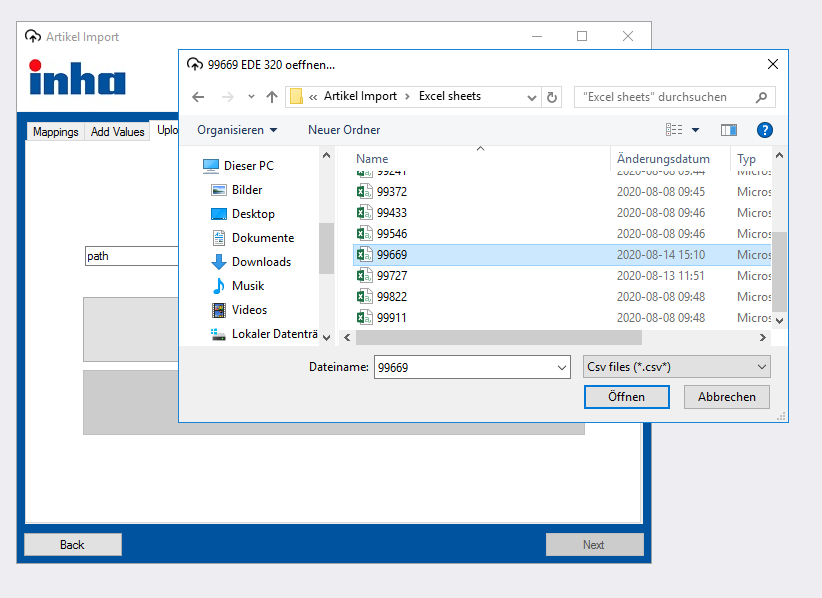 Artikel Import
inha
Mappings Add Values Uplo
path
Back
Next
99669 EDE 320 oeffnen...
« Artikel Import > Excel sheets
"Excel sheets" durchsuchen
Organisieren
Neuer Ordner
?
Dieser PC
Bilder
Desktop
Dokumente
Downloads
Musik
Videos
Lokaler Datenträ
Name Änderungsdatum Typ
99241 2020-08-08 09:44 Micros
99372 2020-08-08 09:45 Micros
99433 2020-08-08 09:46 Micros
99546 2020-08-08 09:46 Micros
99669 2020-08-14 15:10 Micros
99727 2020-08-13 11:51 Micros
99822 2020-08-08 09:48 Micros
99911 2020-08-08 09:48 Micros
Dateiname: 99669
Csv files (*.csv*)
Öffnen
Abbrechen